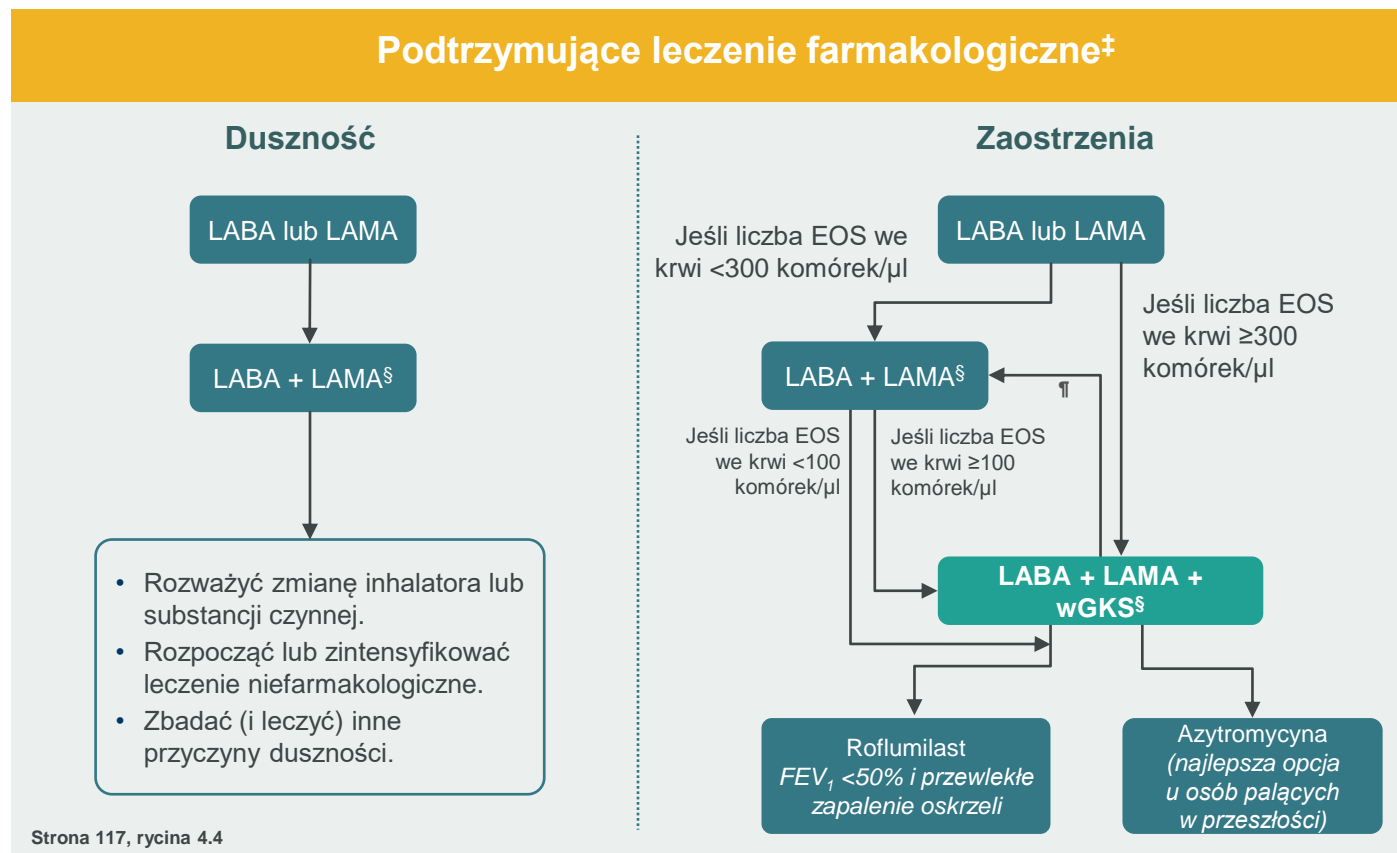 Podtrzymujące leczenie farmakologiczne‡
Duszność
LABA lub LAMA
LABA + LAMA§
• Rozważyć zmianę inhalatora lub
substancji czynnej.
• Rozpocząć lub zintensyfikować
leczenie niefarmakologiczne.
• Zbadać (i leczyć) inne
przyczyny duszności.
Zaostrzenia
LABA lub LAMA
Jeśli liczba EOS we
krwi <300 komórek/µl
Jeśli liczba EOS
we krwi ≥300
komórek/µl
LABA + LAMA§
¶
Jeśli liczba EOS
we krwi <100
komórek/µl
Jeśli liczba EOS
we krwi ≥100
komórek/µl
LABA + LAMA +
wGKS§
Roflumilast
FEV1 <50% i przewlekłe
zapalenie oskrzeli
Azytromycyna
(najlepsza opcja
u osób palących
w przeszłości)
Strona 117, rycina 4.4